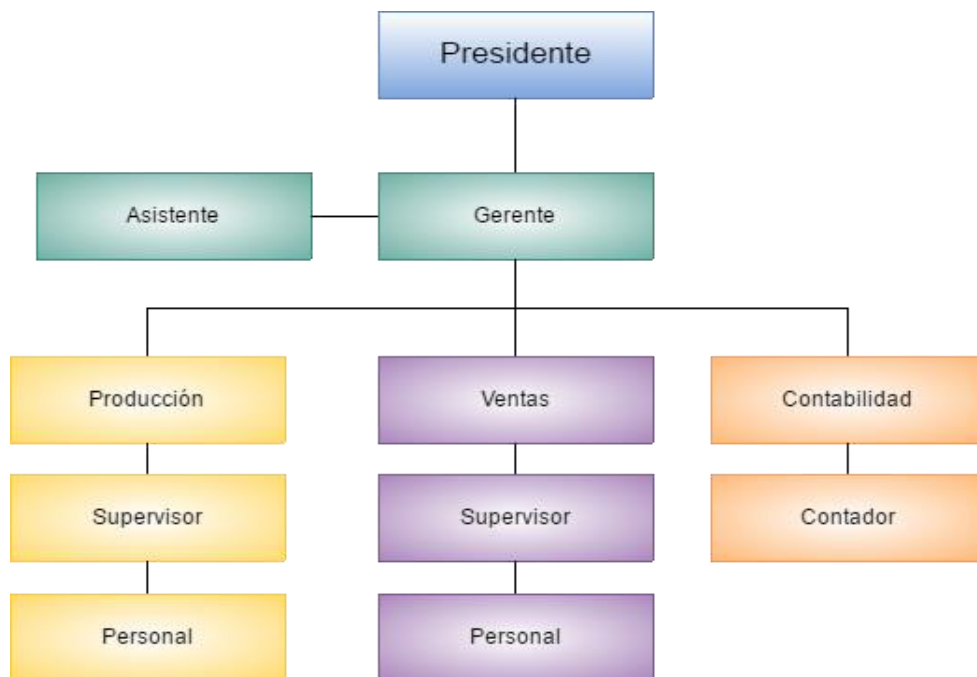 Presidente
Asistente
Gerente
Producción
Ventas
Contabilidad
Supervisor
Supervisor
Contador
Personal
Personal